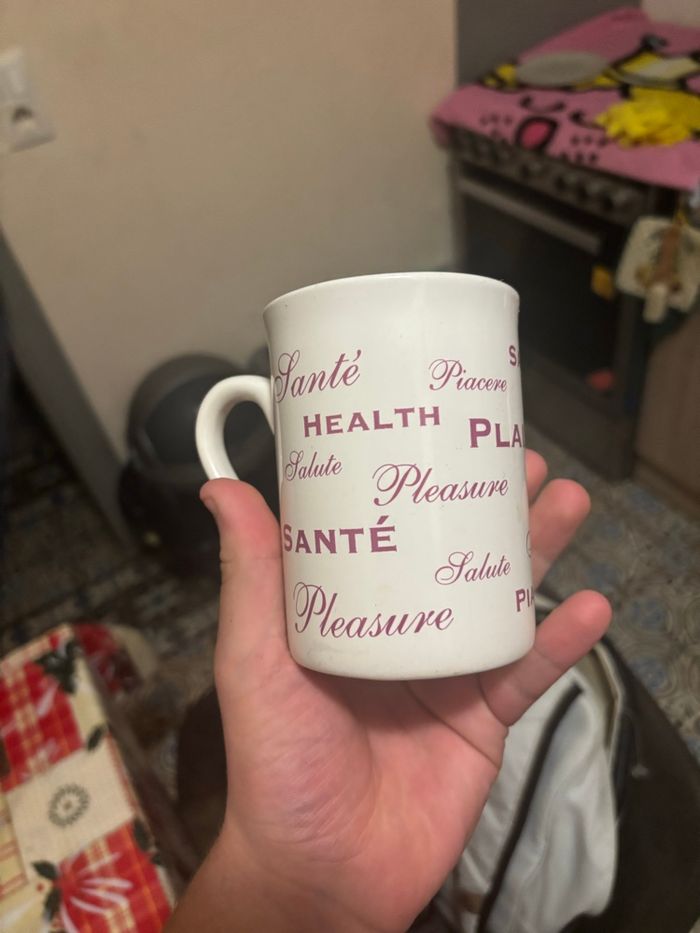 Santé
Piacere
HEALTH
Salute
Pleasure
SANTÉ
Salute
Pleasure